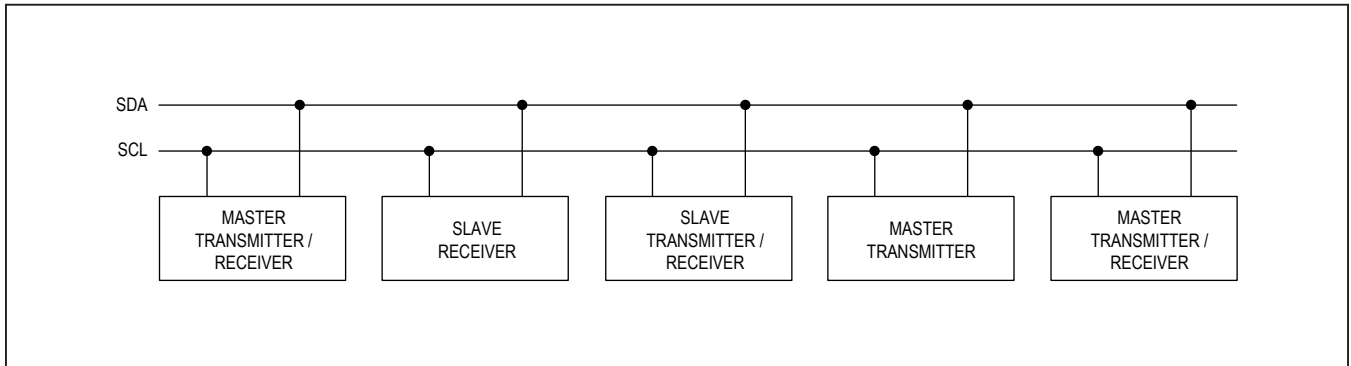 SDA
SCL
MASTER
TRANSMITTER /
RECEIVER
SLAVE
RECEIVER
SLAVE
TRANSMITTER /
RECEIVER
MASTER
TRANSMITTER
MASTER
TRANSMITTER /
RECEIVER